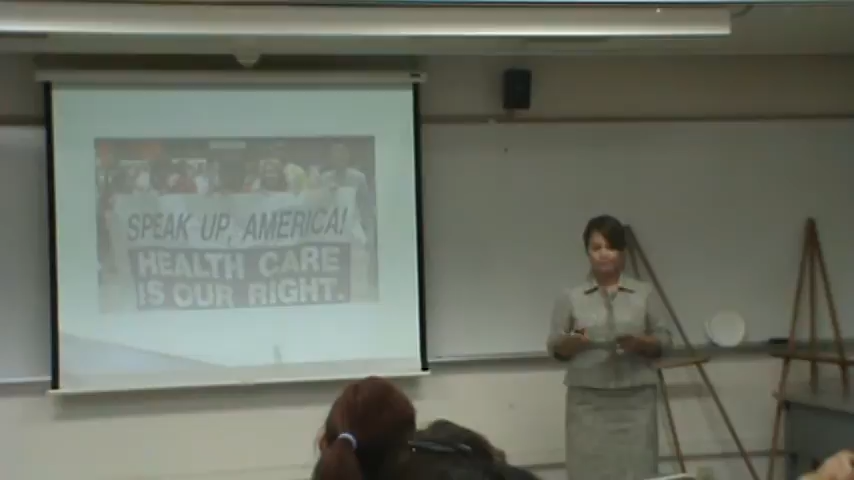 SPEAK UP, AMERICA!
HEALTH CARE
IS OUR RIGHT.